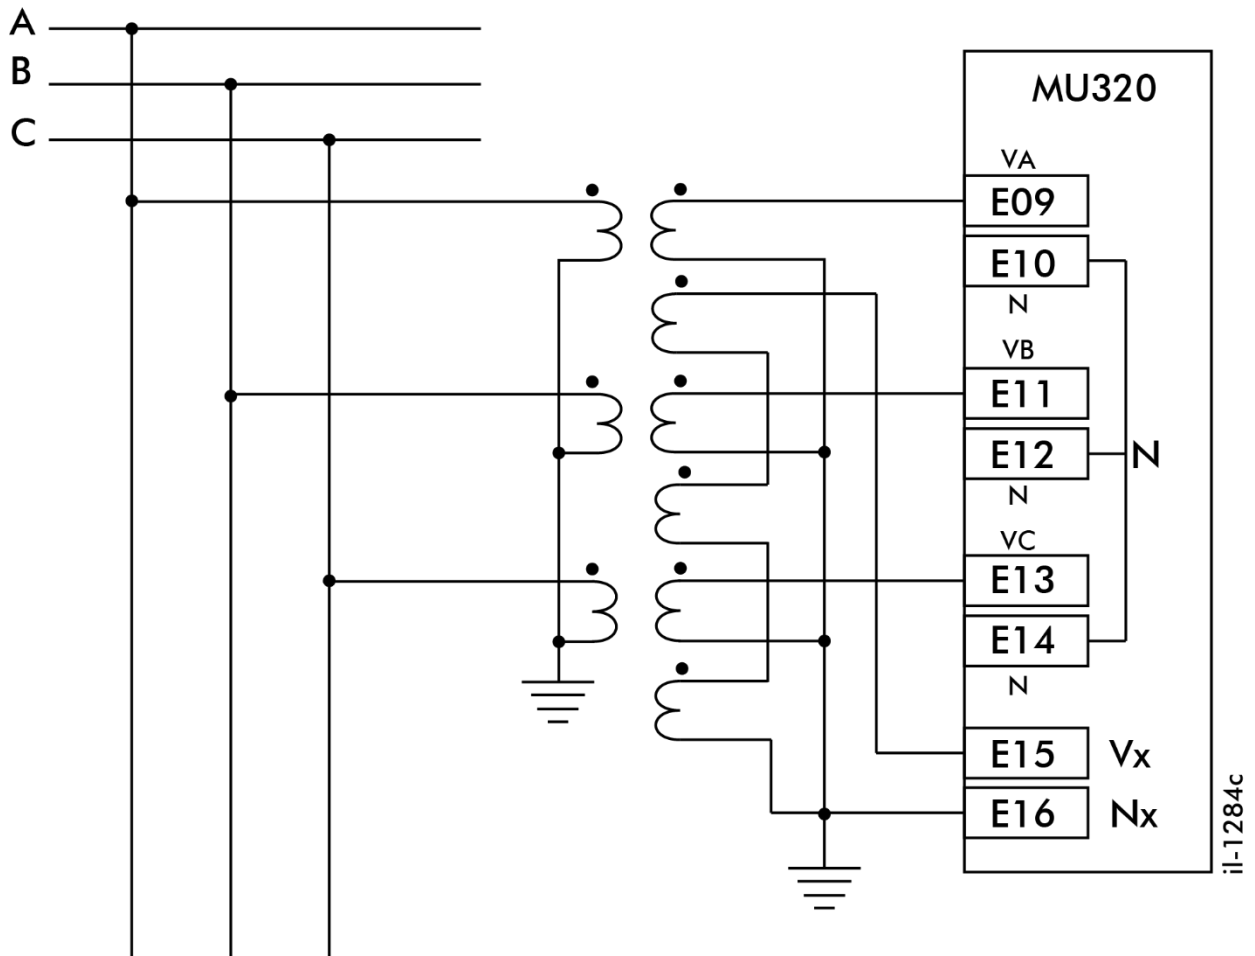 A
B
C
MU320
VA
E09
E10
N
VB
E11
E12
N
N
VC
E13
E14
N
E15 Vx
E16 Nx
il-1284c